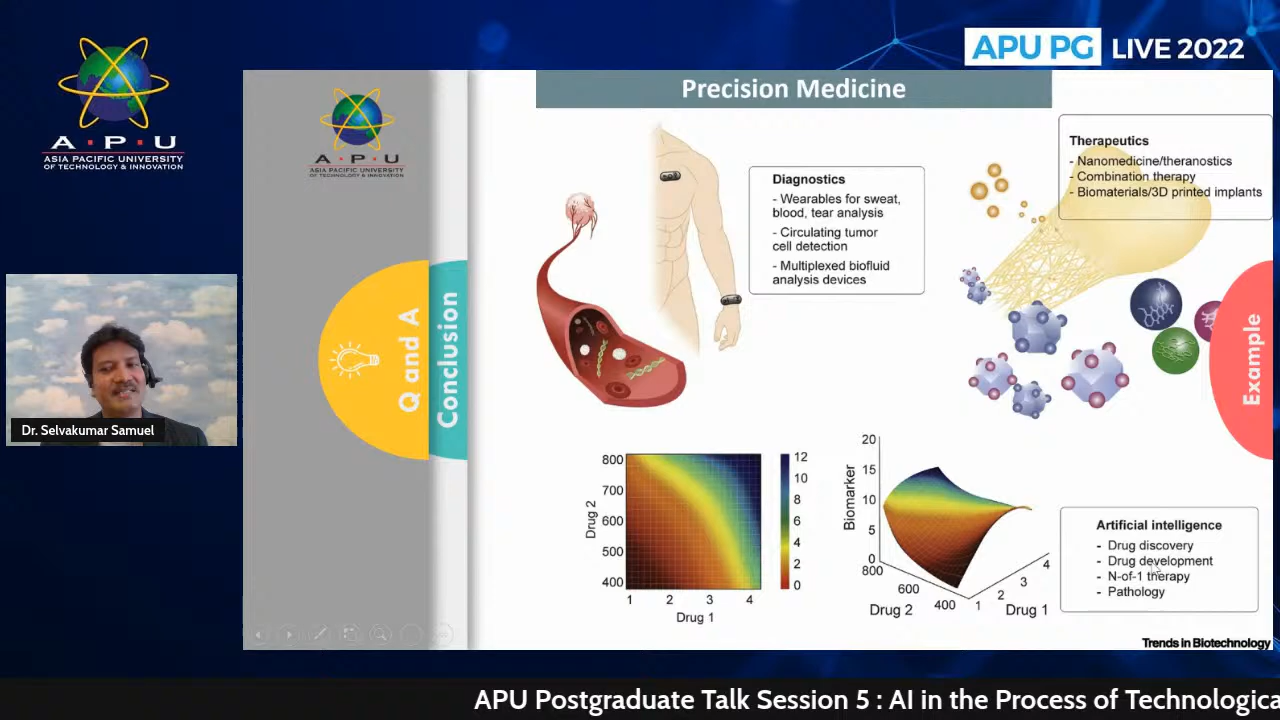 APU PG LIVE 2022
A · P · U
ASIA PACIFIC UNIVERSITY
OF TECHNOLOGY & INNOVATION
Dr. Selvakumar Samuel
A · P · U
ASIA PACIFIC UNIVERSITY
OF TECHNOLOGY & INNOVATION
Q and A
Conclusion
Precision Medicine
Diagnostics
- Wearables for sweat,
blood, tear analysis
- Circulating tumor
cell detection
- Multiplexed biofluid
analysis devices
Therapeutics
- Nanomedicine/theranostics
- Combination therapy
- Biomaterials/3D printed implants
Example
800
700
600
500
400
Drug 2
1 2 3 4
Drug 1
12
10
8
6
4
2
0
20
15
10
5
0
Biomarker
800
600
400
Drug 2
1
2
3
4
Drug 1
Artificial intelligence
- Drug discovery
- Drug development
- N-of-1 therapy
- Pathology
Trends in Biotechnology
APU Postgraduate Talk Session 5 : AI in the Process of Technologica